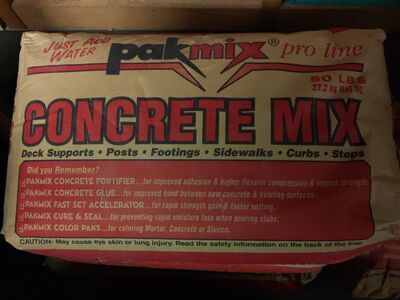 JUST ADD
WATER
pakmix® pro line
60 LBS
27.2 kg Net Wt.
CONCRETE MIX
Deck Supports • Posts • Footings • Sidewalks • Curbs • Steps
Did you Remember?
PAKMIX CONCRETE FORTIFIER...for improved adhesion & higher flexural compression & impact strength.
PAKMIX CONCRETE GLUE...for improved bond between new concrete & existing surfaces.
PAKMIX FAST SET ACCELERATOR...for rapid strength gain & faster setting.
PAKMIX CURE & SEAL...for preventing rapid moisture loss when pouring slabs.
PAKMIX COLOR PAKS...for coloring Mortar, Concrete or Stucco.
CAUTION: May cause eye skin or lung injury. Read the safety information on the back of the bag